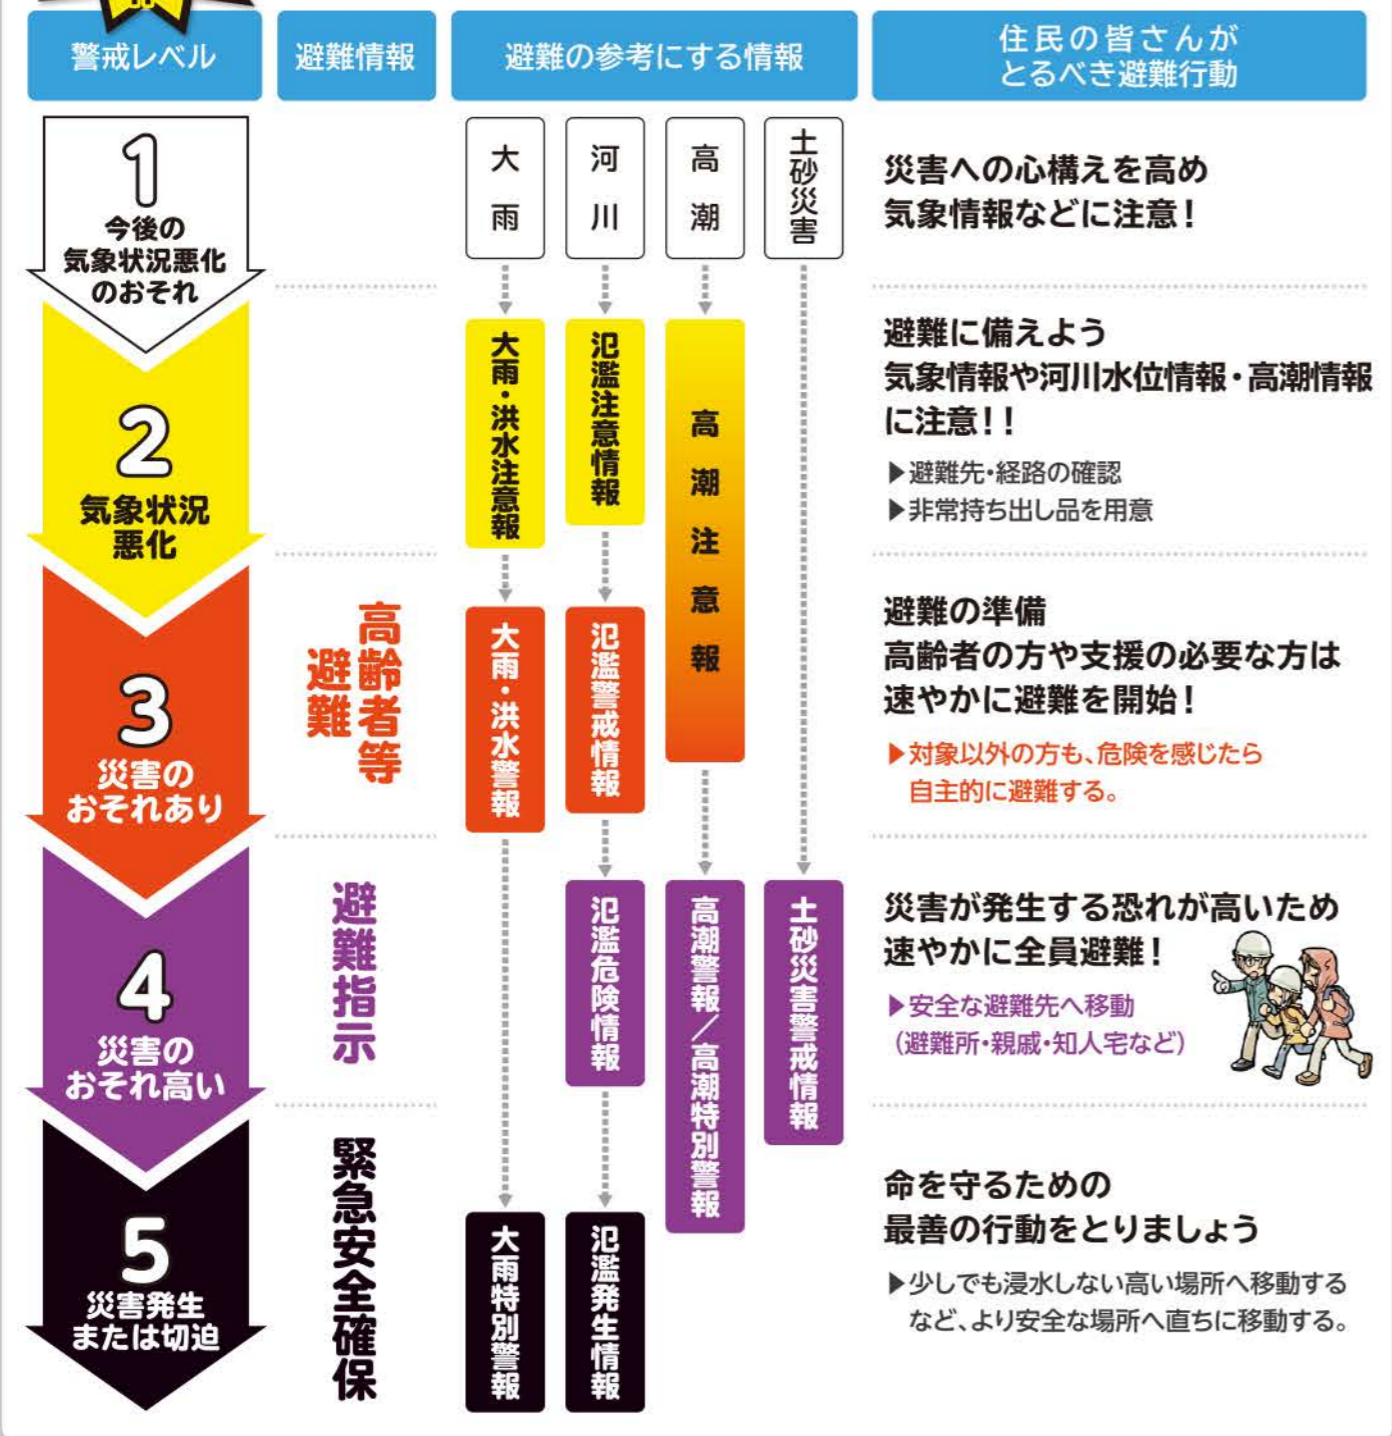 警戒レベル
避難情報
避難の参考にする情報
住民の皆さんが
とるべき避難行動
1
今後の
気象状況悪化
のおそれ
大雨
河川
高潮
土砂災害
災害への心構えを高め
気象情報などに注意！
2
気象状況
悪化
大雨・洪水注意報
氾濫注意情報
高潮注意報
避難に備えよう
気象情報や河川水位情報・高潮情報
に注意！！
▶避難先・経路の確認
▶非常持ち出し品を用意
3
災害の
おそれあり
高齢者等
避難
大雨・洪水警報
氾濫警戒情報
避難の準備
高齢者の方や支援の必要な方は
速やかに避難を開始！
▶対象以外の方も、危険を感じたら
自主的に避難する。
4
災害の
おそれ高い
避難指示
氾濫危険情報
高潮警報／高潮特別警報
土砂災害警戒情報
災害が発生する恐れが高いため
速やかに全員避難！
▶安全な避難先へ移動
（避難所・親戚・知人宅など）
5
災害発生
または切迫
緊急安全確保
大雨特別警報
氾濫発生情報
命を守るための
最善の行動をとりましょう
▶少しでも浸水しない高い場所へ移動する
など、より安全な場所へ直ちに移動する。